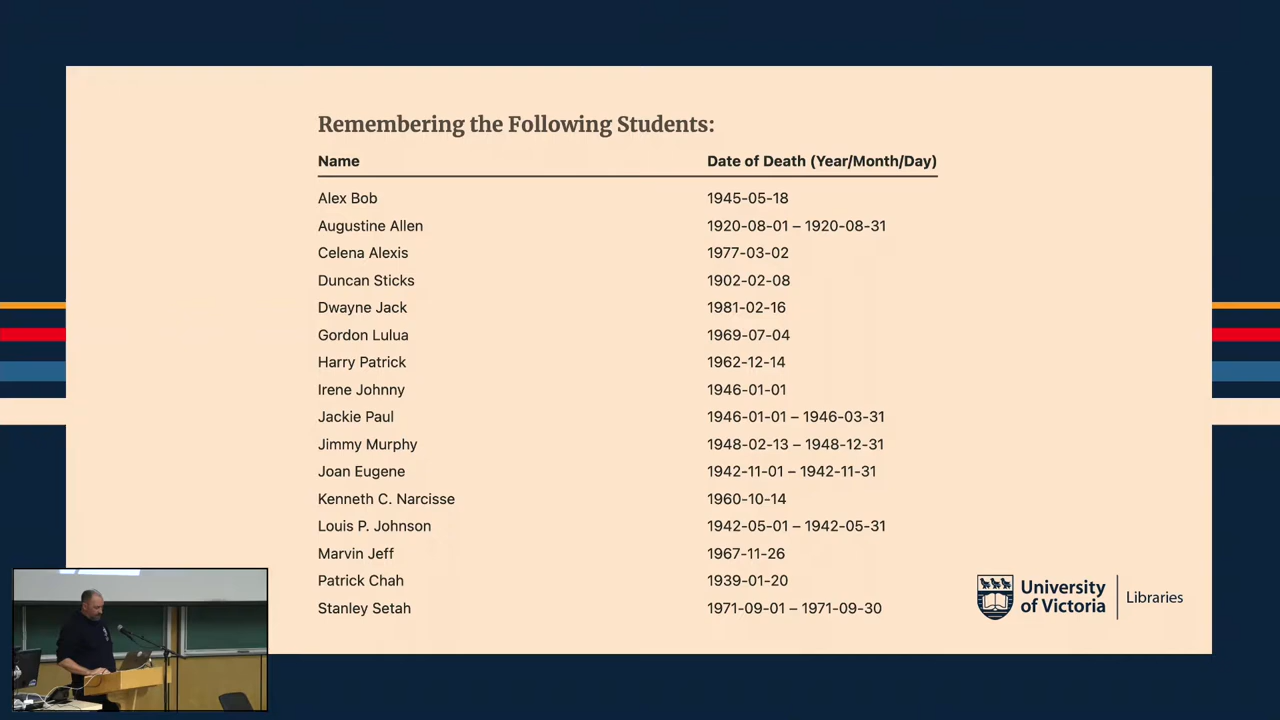 Remembering the Following Students:
Name Date of Death (Year/Month/Day)
Alex Bob 1945-05-18
Augustine Allen 1920-08-01 – 1920-08-31
Celena Alexis 1977-03-02
Duncan Sticks 1902-02-08
Dwayne Jack 1981-02-16
Gordon Lulua 1969-07-04
Harry Patrick 1962-12-14
Irene Johnny 1946-01-01
Jackie Paul 1946-01-01 – 1946-03-31
Jimmy Murphy 1948-02-13 – 1948-12-31
Joan Eugene 1942-11-01 – 1942-11-31
Kenneth C. Narcisse 1960-10-14
Louis P. Johnson 1942-05-01 – 1942-05-31
Marvin Jeff 1967-11-26
Patrick Chah 1939-01-20
Stanley Setah 1971-09-01 – 1971-09-30
University
of Victoria
Libraries